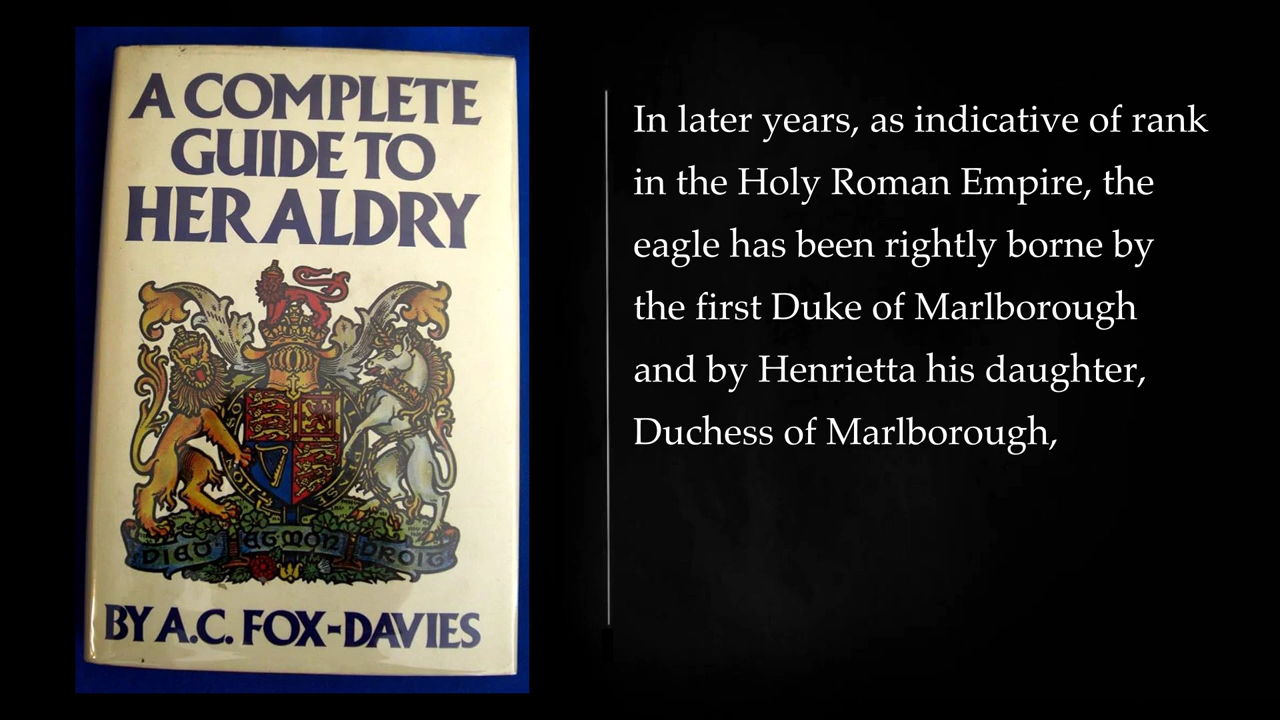 A COMPLETE
GUIDE TO
HERALDRY
DIEU ET MON DROIT
BY A.C. FOX-DAVIES
In later years, as indicative of rank
in the Holy Roman Empire, the
eagle has been rightly borne by
the first Duke of Marlborough
and by Henrietta his daughter,
Duchess of Marlborough,